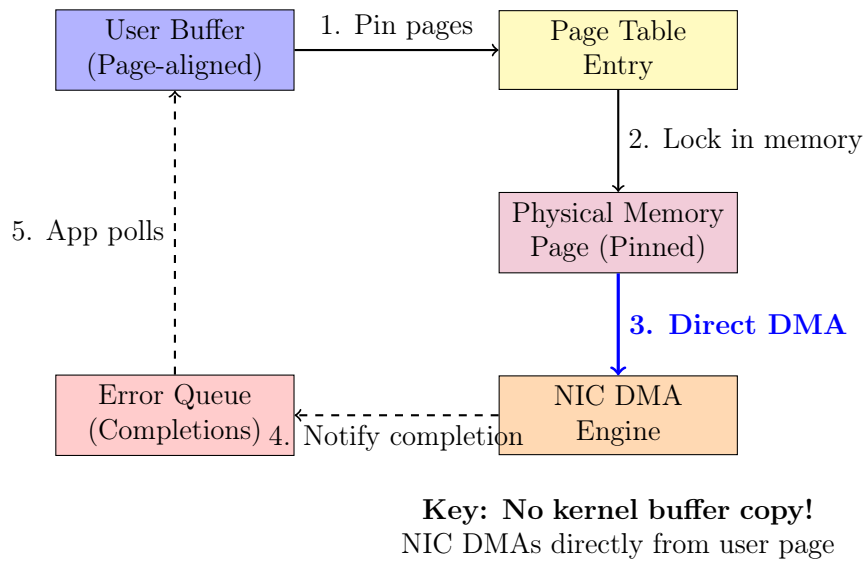 User Buffer
(Page-aligned)
1. Pin pages
Page Table
Entry
2. Lock in memory
Physical Memory
Page (Pinned)
5. App polls
3. Direct DMA
Error Queue
(Completions)
4. Notify completion
NIC DMA
Engine
Key: No kernel buffer copy!
NIC DMAs directly from user page